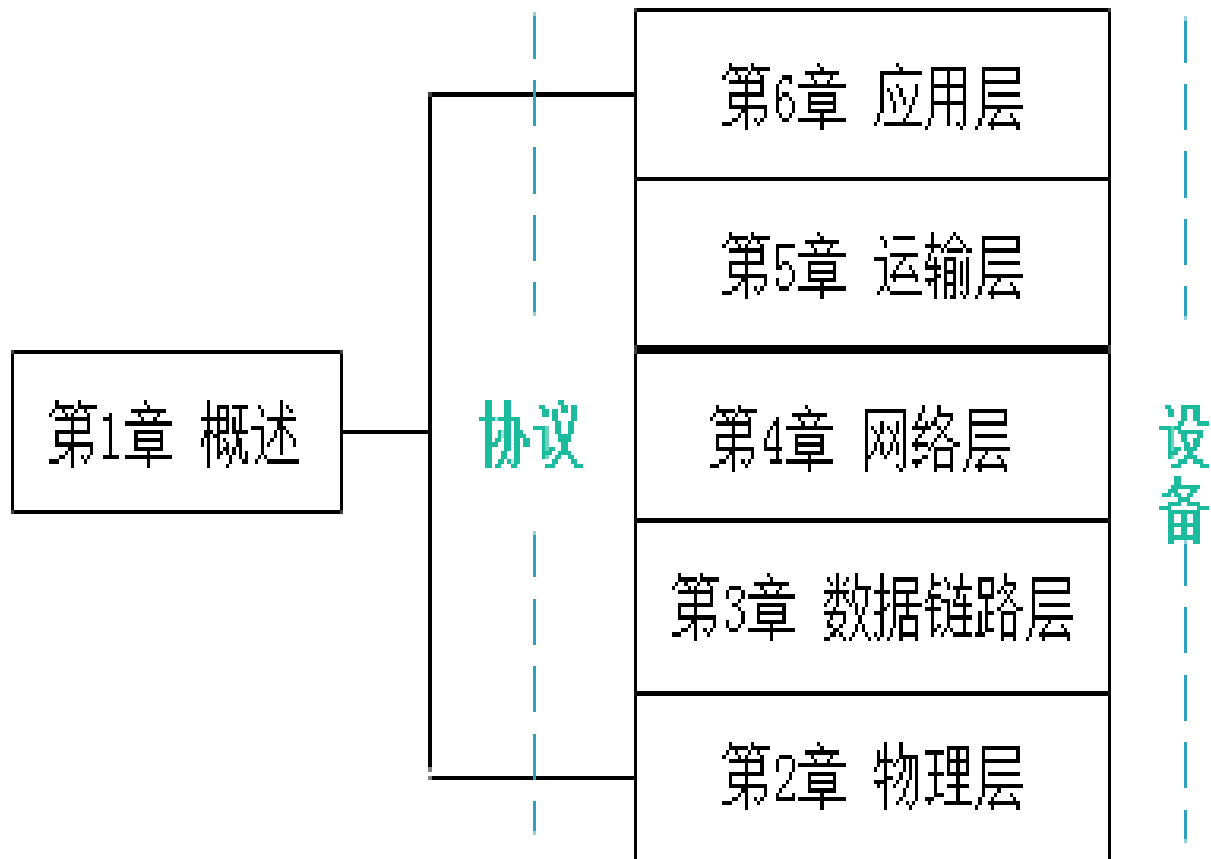 第6章 应用层
第5章 运输层
第1章 概述
协议
第4章 网络层
设备
第3章 数据链路层
第2章 物理层